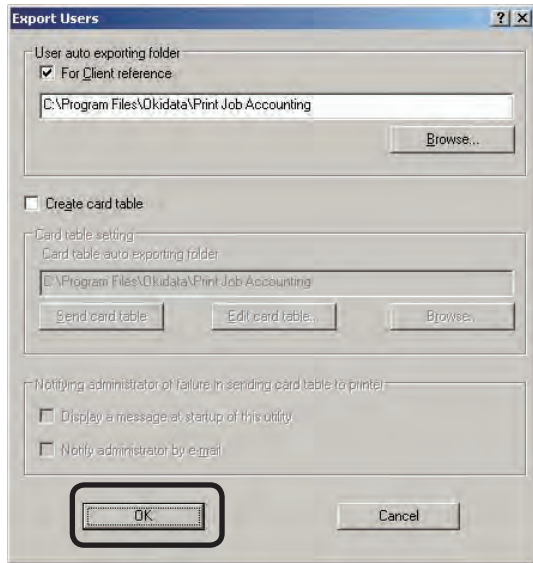 Export Users
User auto exporting folder
For Client reference
C:\Program Files\Okidata\Print Job Accounting
Browse...
Create card table
Card table setting
Card table auto exporting folder
C:\Program Files\Okidata\Print Job Accounting
Send card table Edit card table... Browse...
Notifying administrator of failure in sending card table to printer
Display a message at startup of this utility
Notify administrator by e-mail
OK Cancel